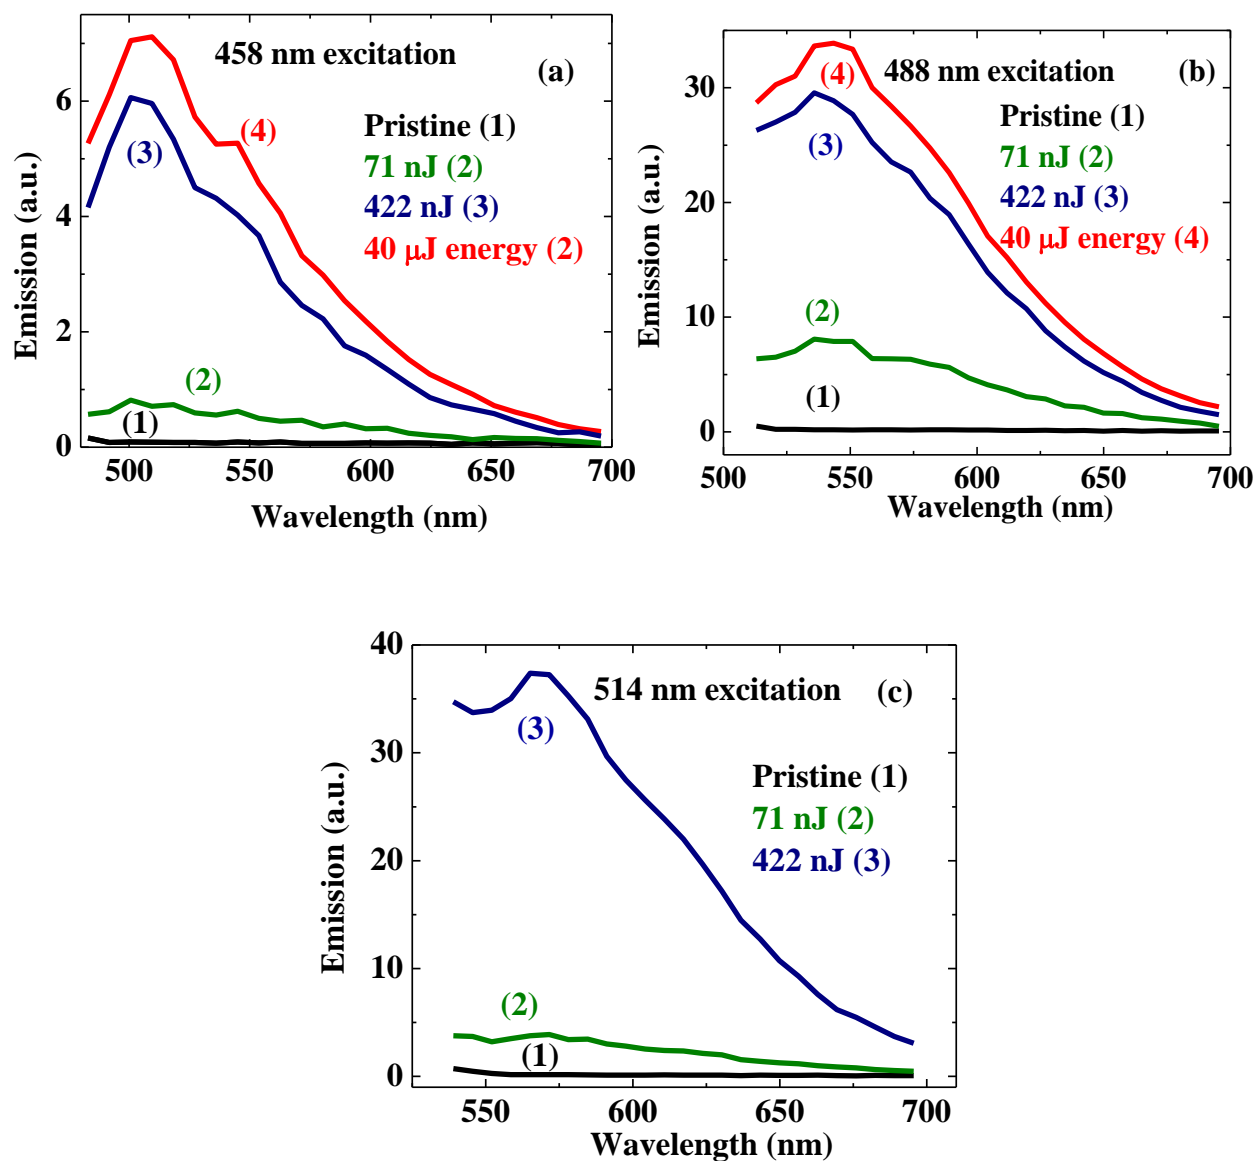 458 nm excitation
(a)
Pristine (1)
71 nJ (2)
422 nJ (3)
40 μJ energy (2)
(4)
(3)
(2)
(1)
6
4
2
0
500
550
600
650
700
Emission (a.u.)
Wavelength (nm)
488 nm excitation
(b)
Pristine (1)
71 nJ (2)
422 nJ (3)
40 μJ energy (4)
(4)
(3)
(2)
(1)
30
20
10
0
500
550
600
650
700
Emission (a.u.)
Wavelength (nm)
514 nm excitation
(c)
Pristine (1)
71 nJ (2)
422 nJ (3)
(3)
(2)
(1)
40
30
20
10
0
550
600
650
700
Emission (a.u.)
Wavelength (nm)